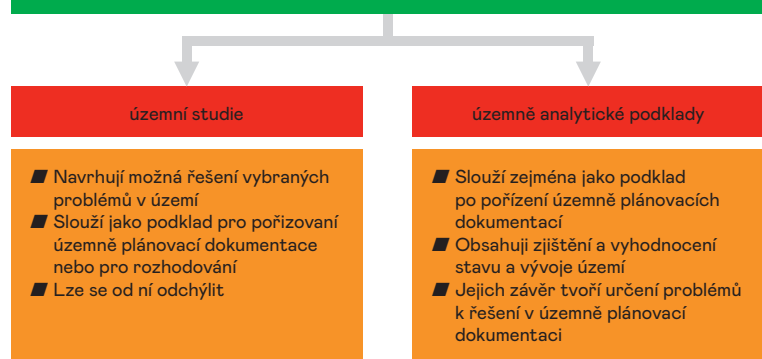 územní studie
Navrhují možná řešení vybraných
problémů v území
Slouží jako podklad pro pořizovaní
územně plánovací dokumentace
nebo pro rozhodování
Lze se od ní odchýlit
územně analytické podklady
Slouží zejména jako podklad
po pořízení územně plánovacích
dokumentací
Obsahuji zjištění a vyhodnocení
stavu a vývoje území
Jejich závěr tvoří určení problémů
k řešení v územně plánovací
dokumentaci